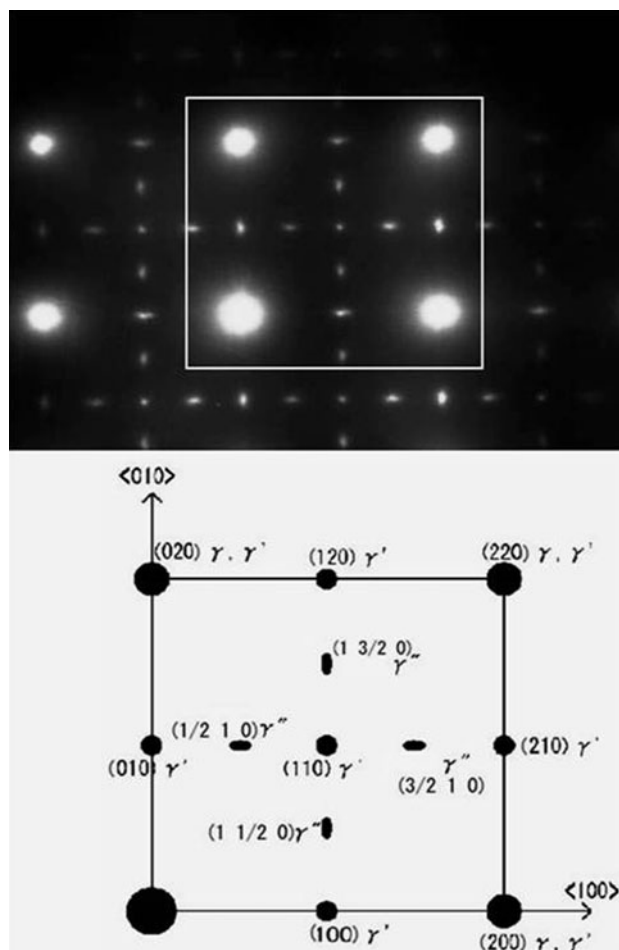 <010>
(020) γ, γ'
(120) γ'
(220) γ, γ'
(1 3/2 0)
γ"
(1/2 1 0)γ"
(010) γ'
(110) γ'
γ"
(3/2 1 0)
(210) γ'
(1 1/2 0)γ"
<100>
(100) γ'
(200) γ, γ'